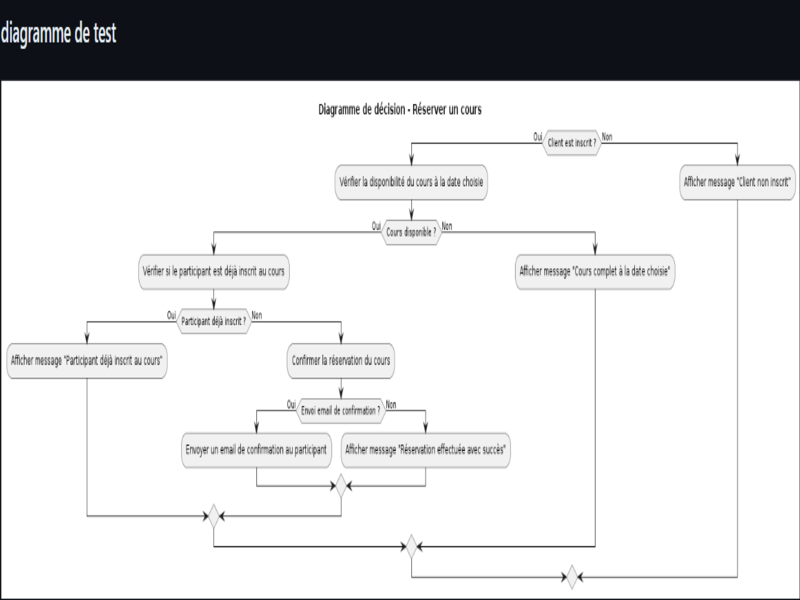 diagramme de test
Diagramme de décision - Réserver un cours
Oui
Client est inscrit ?
Non
Vérifier la disponibilité du cours à la date choisie
Afficher message "Client non inscrit"
Oui
Cours disponible ?
Non
Vérifier si le participant est déjà inscrit au cours
Afficher message "Cours complet à la date choisie"
Oui
Participant déjà inscrit ?
Non
Afficher message "Participant déjà inscrit au cours"
Confirmer la réservation du cours
Oui
Envoi email de confirmation ?
Non
Envoyer un email de confirmation au participant
Afficher message "Réservation effectuée avec succès"